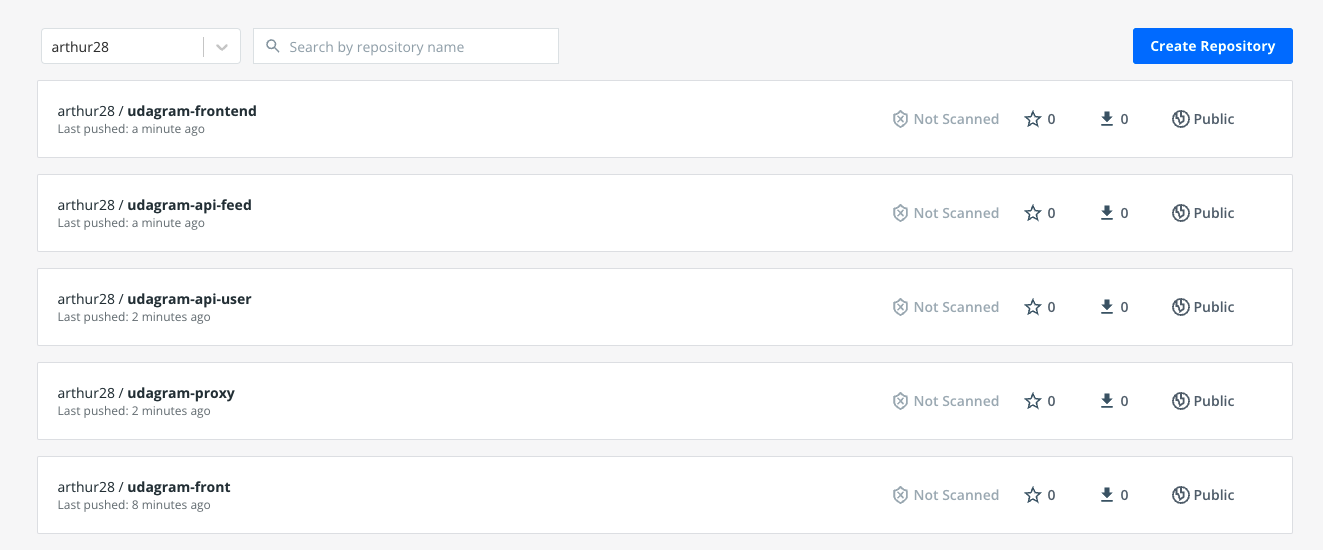 arthur28
Search by repository name
Create Repository
arthur28 / udagram-frontend
Last pushed: a minute ago
Not Scanned
0
0
Public
arthur28 / udagram-api-feed
Last pushed: a minute ago
Not Scanned
0
0
Public
arthur28 / udagram-api-user
Last pushed: 2 minutes ago
Not Scanned
0
0
Public
arthur28 / udagram-proxy
Last pushed: 2 minutes ago
Not Scanned
0
0
Public
arthur28 / udagram-front
Last pushed: 8 minutes ago
Not Scanned
0
0
Public